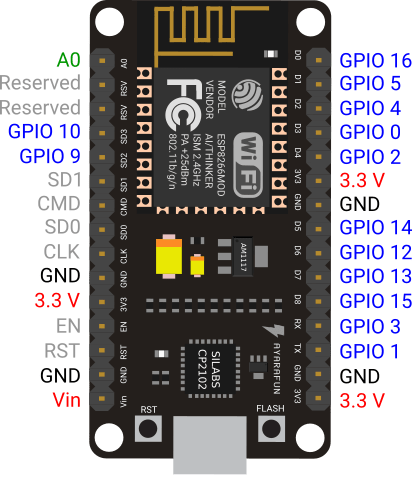 A0
Reserved
Reserved
GPIO 10
GPIO 9
SD1
CMD
SD0
CLK
GND
3.3 V
EN
RST
GND
Vin
A0
RSV
RSV
SD3
SD2
SD1
CMD
SD0
CLK
GND
3V3
EN
RST
GND
Vin
MODEL
VENDOR
ESP8266MOD
AI/THINKER
ISM 2.4GHz
PA +25dBm
802.11b/g/n
FC
Wi Fi
AM1117
SILABS
CP2102
AYARAFUN
RST
FLASH
D0
D1
D2
D3
D4
3V3
GND
D5
D6
D7
D8
RX
TX
GND
3V3
GPIO 16
GPIO 5
GPIO 4
GPIO 0
GPIO 2
3.3 V
GND
GPIO 14
GPIO 12
GPIO 13
GPIO 15
GPIO 3
GPIO 1
GND
3.3 V